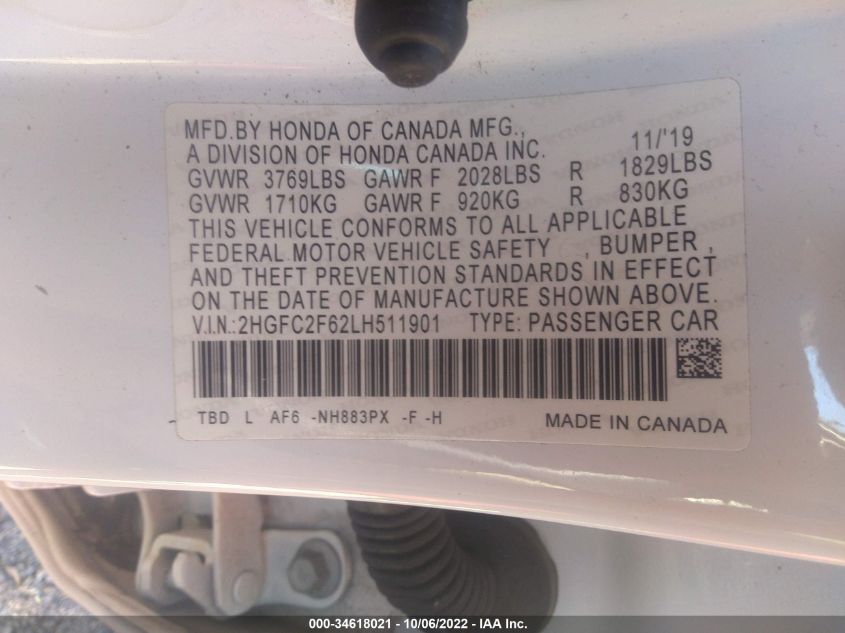 MFD.BY HONDA OF CANADA MFG., 11/'19
A DIVISION OF HONDA CANADA INC.
GVWR 3769LBS GAWR F 2028LBS R 1829LBS
GVWR 1710KG GAWR F 920KG R 830KG
THIS VEHICLE CONFORMS TO ALL APPLICABLE
FEDERAL MOTOR VEHICLE SAFETY , BUMPER ,
AND THEFT PREVENTION STANDARDS IN EFFECT
ON THE DATE OF MANUFACTURE SHOWN ABOVE.
V.I.N.:2HGFC2F62LH511901 TYPE: PASSENGER CAR
TBD L AF6 -NH883PX -F -H MADE IN CANADA
000-34618021 - 10/06/2022 - IAA Inc.